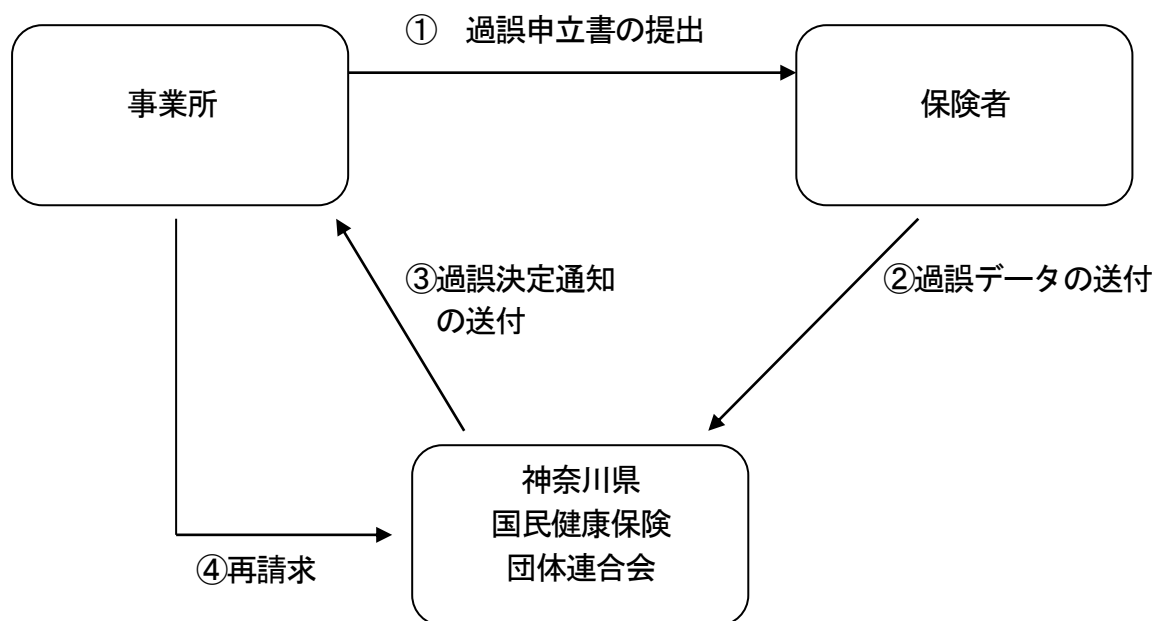 ①　過誤申立書の提出
事業所
保険者
③過誤決定通知
の送付
②過誤データの送付
神奈川県
国民健康保険
団体連合会
④再請求